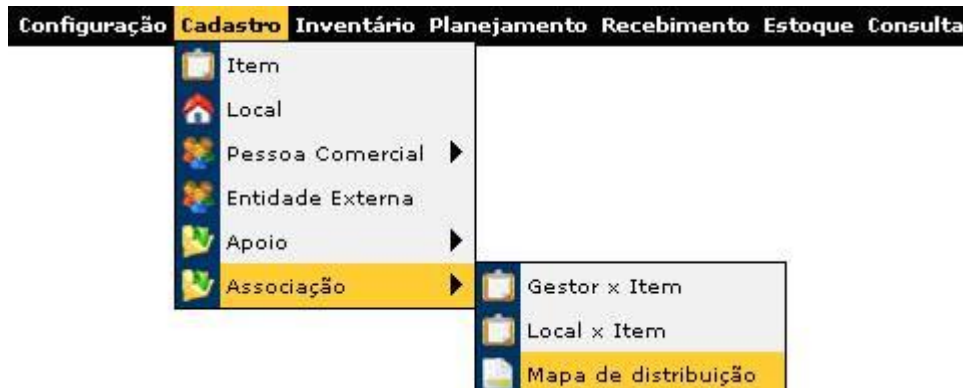 Configuração Cadastro Inventário Planejamento Recebimento Estoque Consulta
Item
Local
Pessoa Comercial
Entidade Externa
Apoio
Associação
Gestor x Item
Local x Item
Mapa de distribuição